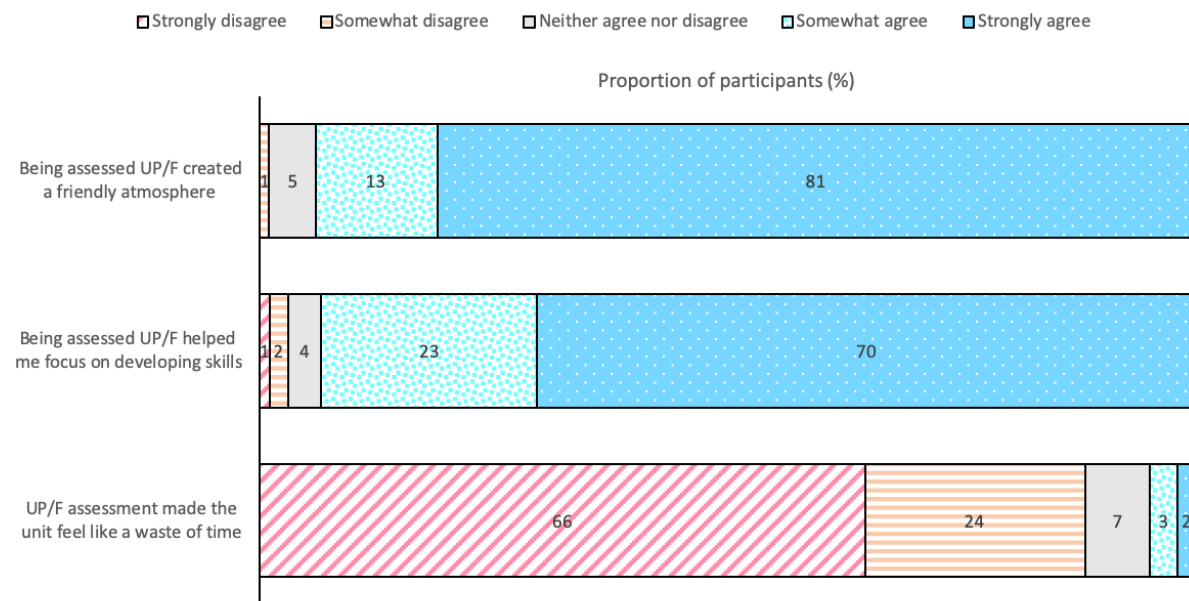 Strongly disagree Somewhat disagree Neither agree nor disagree Somewhat agree Strongly agree
Proportion of participants (%)
Being assessed UP/F created
a friendly atmosphere
1 5 13 81
Being assessed UP/F helped
me focus on developing skills
1 2 4 23 70
UP/F assessment made the
unit feel like a waste of time
66 24 7 3 2